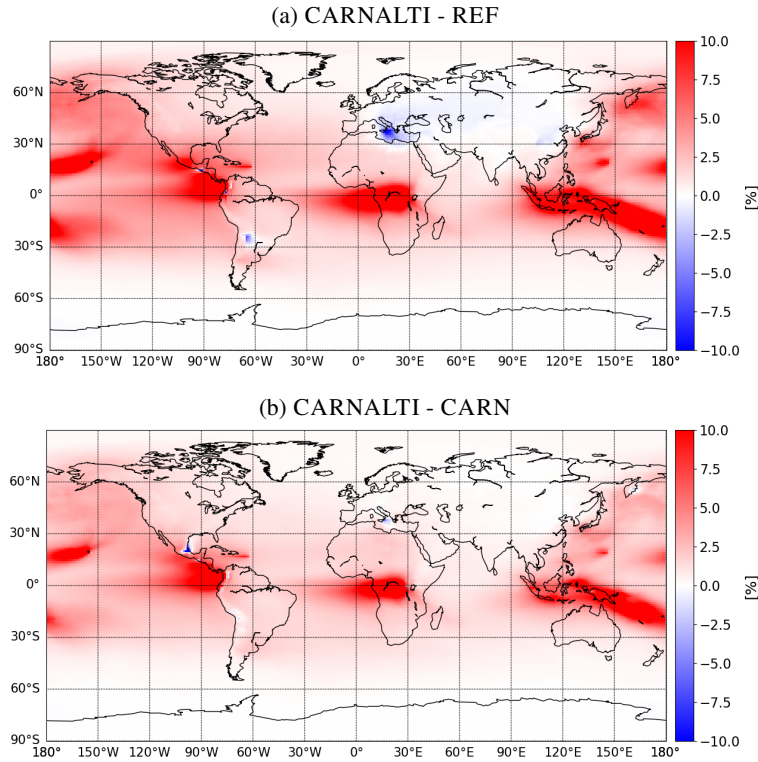 (a) CARNALTI - REF
60°N
30°N
0°
30°S
60°S
90°S
180° 150°W 120°W 90°W 60°W 30°W 0° 30°E 60°E 90°E 120°E 150°E 180°
10.0
7.5
5.0
2.5
0.0
−2.5
−5.0
−7.5
−10.0
[%]
(b) CARNALTI - CARN
60°N
30°N
0°
30°S
60°S
90°S
180° 150°W 120°W 90°W 60°W 30°W 0° 30°E 60°E 90°E 120°E 150°E 180°
10.0
7.5
5.0
2.5
0.0
−2.5
−5.0
−7.5
−10.0
[%]